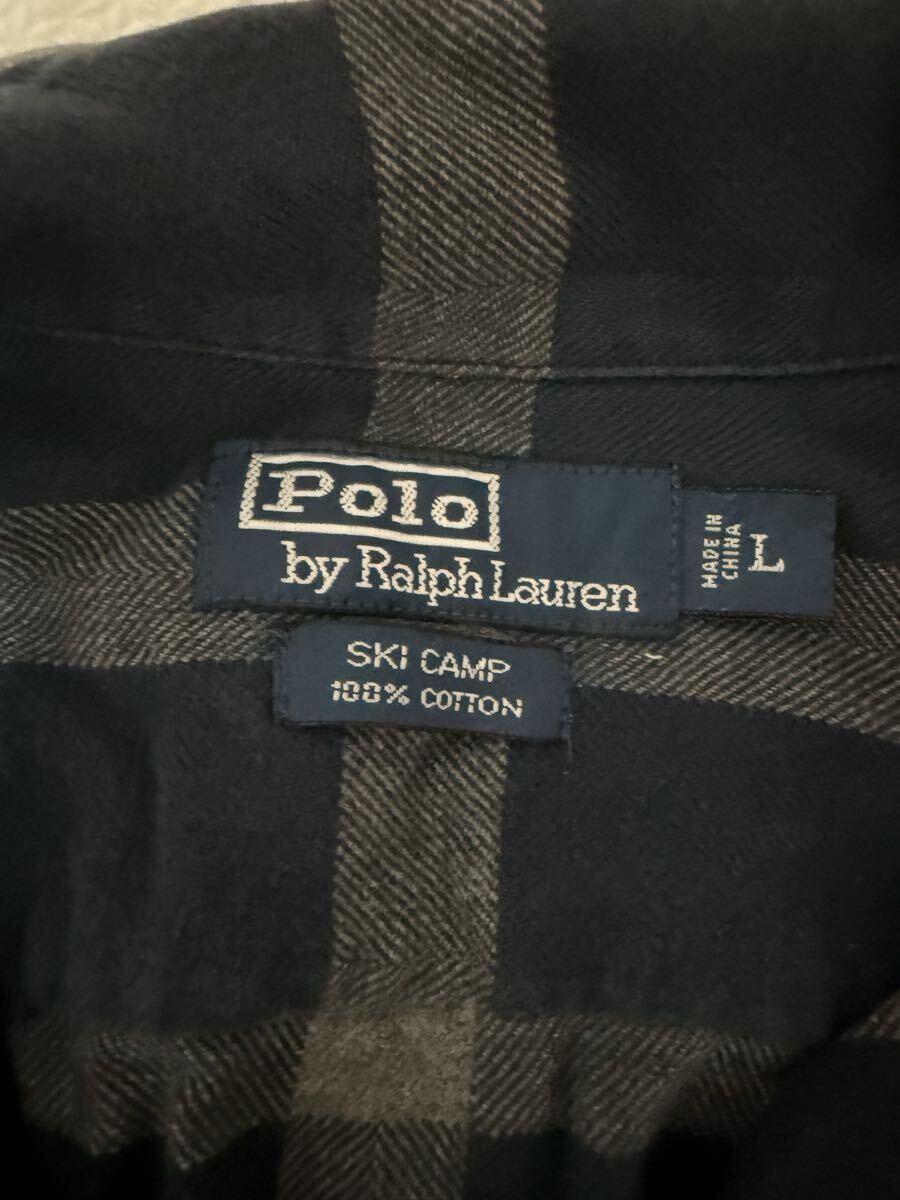 Polo
by Ralph Lauren
MADE IN
CHINA
L
SKI CAMP
100% COTTON